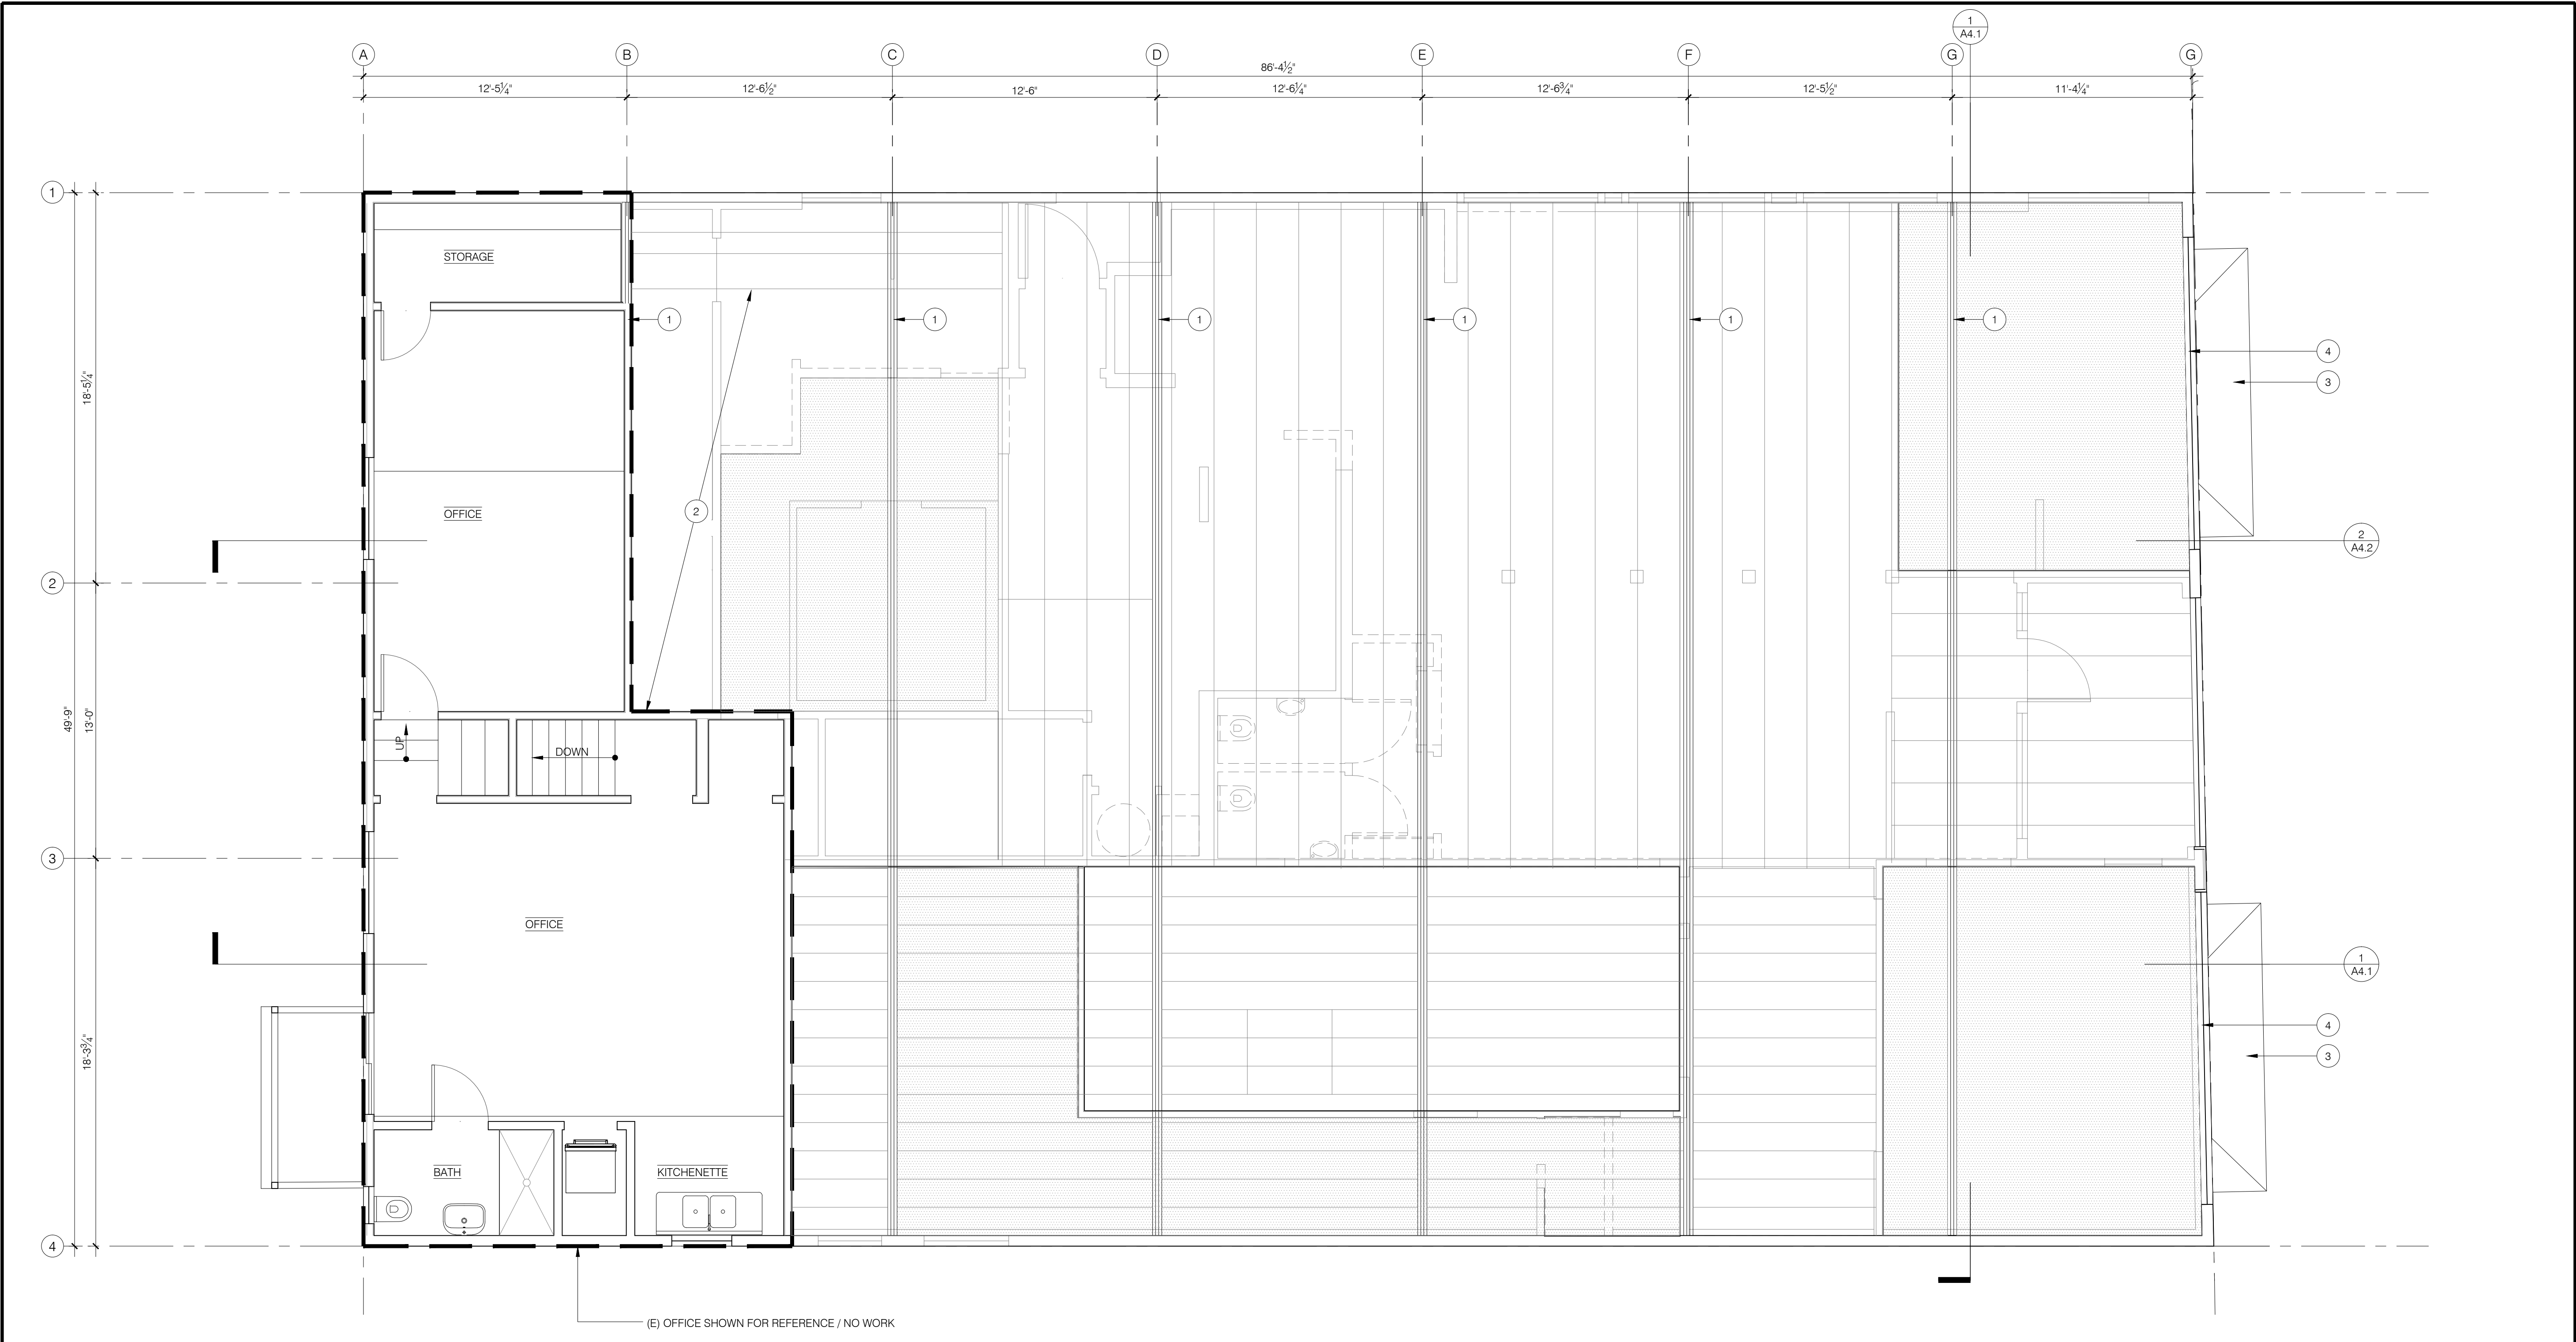 1
A4.1
A B C D E F G G
86'-4½"
12'-5¼" 12'-6½" 12'-6" 12'-6¼" 12'-6¾" 12'-5½" 11'-4¼"
1
STORAGE
1 1 1 1 1 1
4
3
18'-5¼"
2
OFFICE
2
A4.2
2
49'-9"
13'-0"
UP
DOWN
3
OFFICE
1
A4.1
4
3
18'-3¾"
BATH
KITCHENETTE
4
(E) OFFICE SHOWN FOR REFERENCE / NO WORK